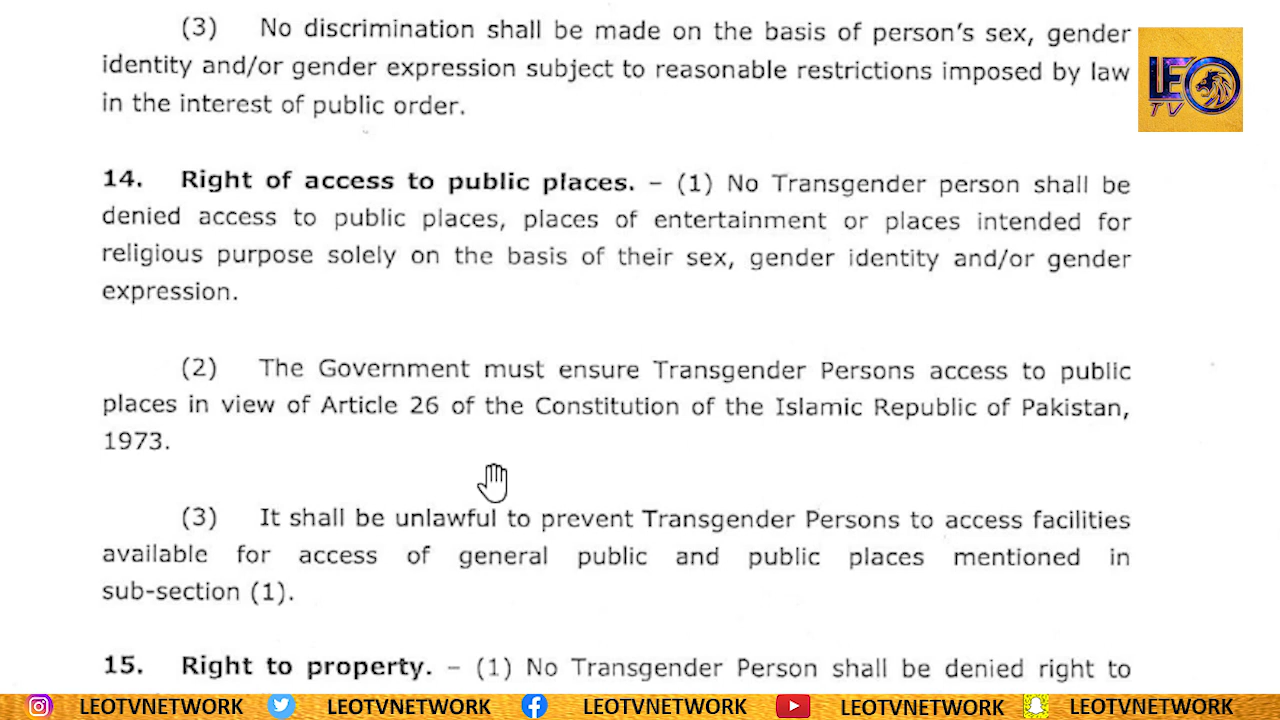 (3) No discrimination shall be made on the basis of person's sex, gender
identity and/or gender expression subject to reasonable restrictions imposed by law
in the interest of public order.
LEO
TV
14. Right of access to public places. – (1) No Transgender person shall be
denied access to public places, places of entertainment or places intended for
religious purpose solely on the basis of their sex, gender identity and/or gender
expression.
(2) The Government must ensure Transgender Persons access to public
places in view of Article 26 of the Constitution of the Islamic Republic of Pakistan,
1973.
(3) It shall be unlawful to prevent Transgender Persons to access facilities
available for access of general public and public places mentioned in
sub-section (1).
15. Right to property. – (1) No Transgender Person shall be denied right to
LEOTVNETWORK LEOTVNETWORK LEOTVNETWORK LEOTVNETWORK LEOTVNETWORK